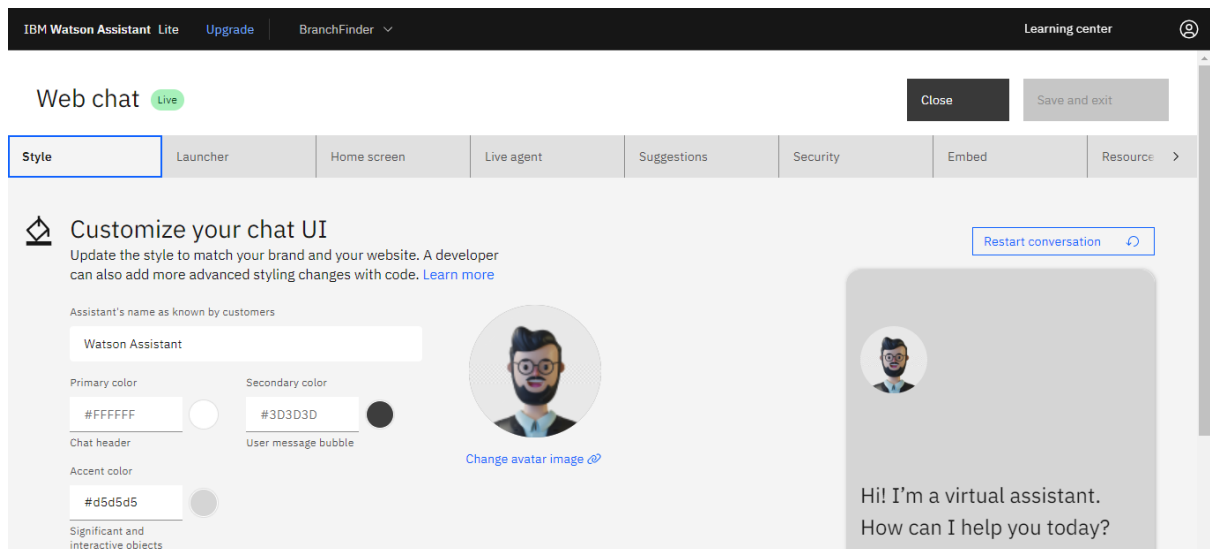 IBM Watson Assistant Lite Upgrade BranchFinder Learning center
Web chat Live Close Save and exit
Style Launcher Home screen Live agent Suggestions Security Embed Resource
Customize your chat UI
Update the style to match your brand and your website. A developer
can also add more advanced styling changes with code. Learn more
Restart conversation
Assistant's name as known by customers
Watson Assistant
Primary color Secondary color
#FFFFFF #3D3D3D
Chat header User message bubble
Change avatar image
Accent color
#d5d5d5
Significant and
interactive objects
Hi! I'm a virtual assistant.
How can I help you today?